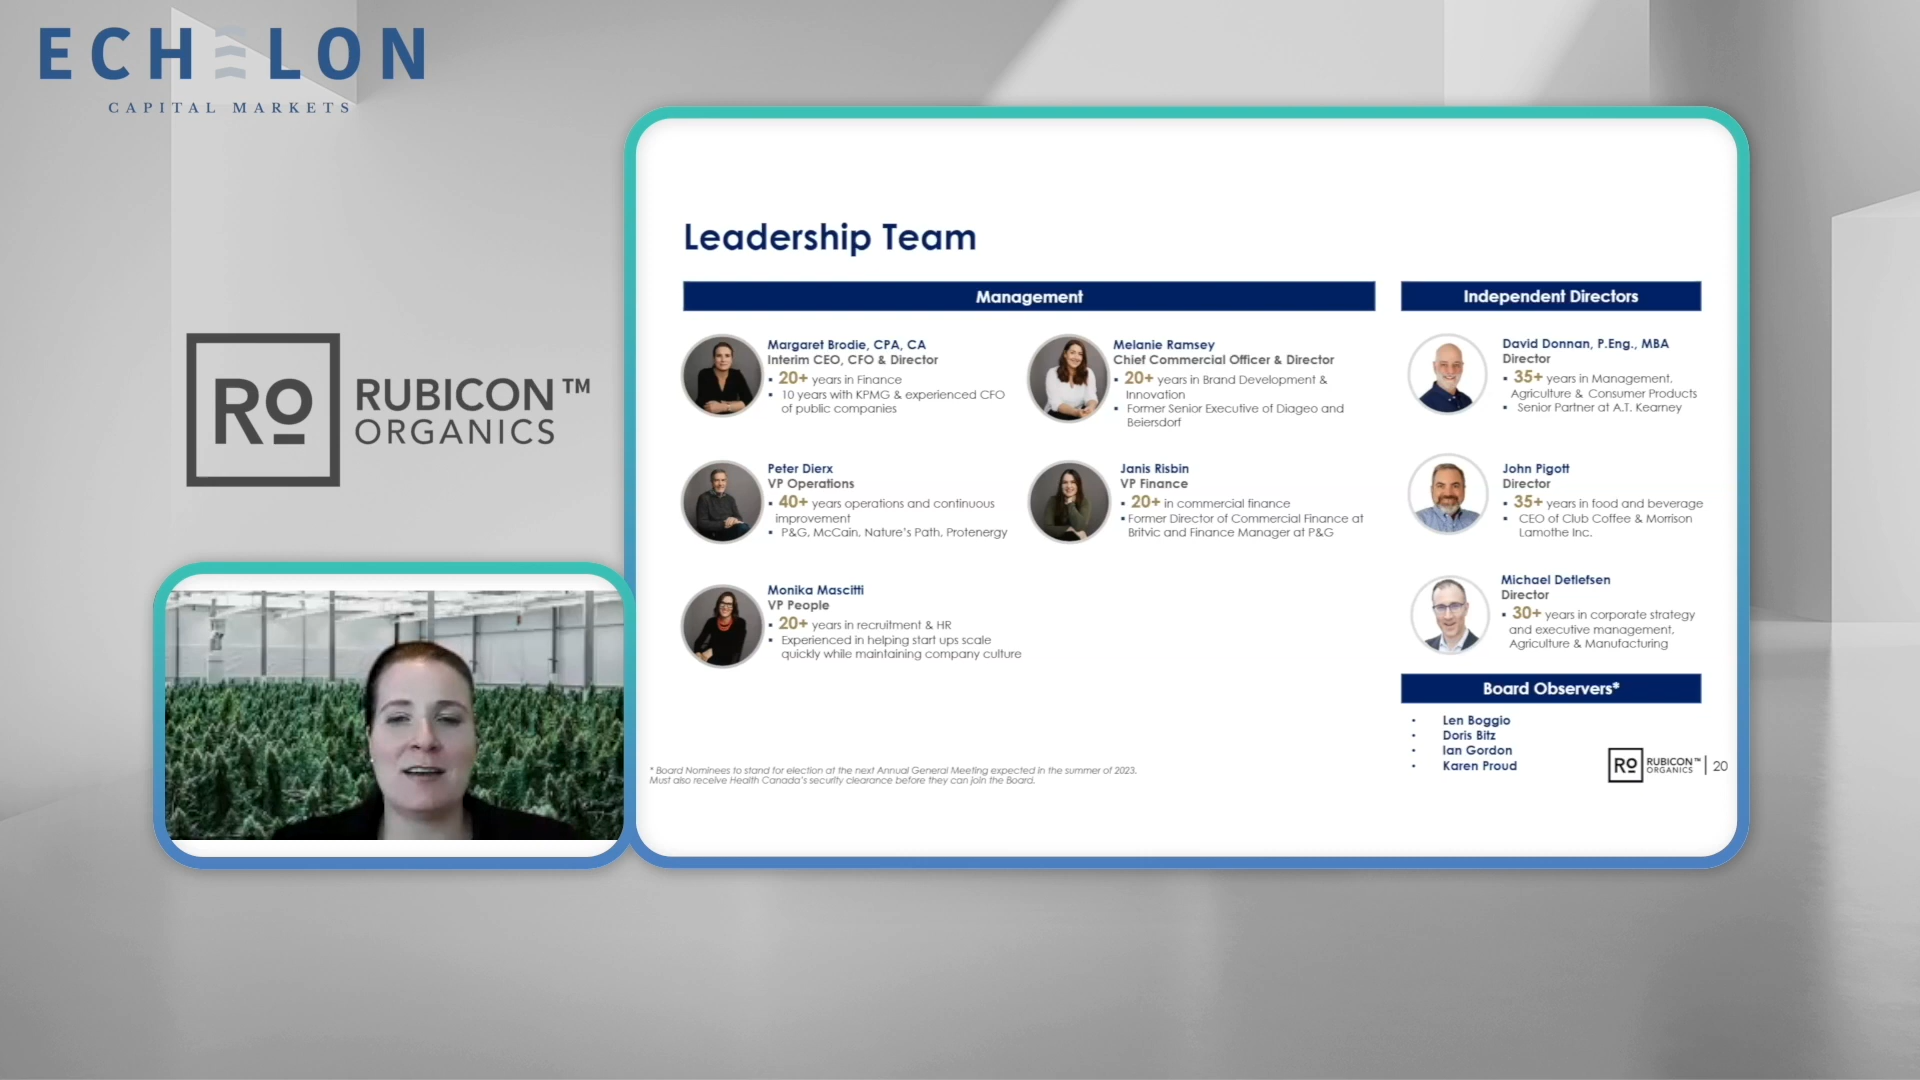 ECHELON
CAPITAL MARKETS
RO
RUBICON™
ORGANICS
Leadership Team
Management
Margaret Brodie, CPA, CA
Interim CEO, CFO & Director
▪ 20+ years in Finance
▪ 10 years with KPMG & experienced CFO
of public companies
Melanie Ramsey
Chief Commercial Officer & Director
▪ 20+ years in Brand Development &
Innovation
▪ Former Senior Executive of Diageo and
Beiersdorf
Peter Dierx
VP Operations
▪ 40+ years operations and continuous
improvement
▪ P&G, McCain, Nature's Path, Protenergy
Janis Risbin
VP Finance
▪ 20+ in commercial finance
▪ Former Director of Commercial Finance at
Britvic and Finance Manager at P&G
Monika Mascitti
VP People
▪ 20+ years in recruitment & HR
▪ Experienced in helping start ups scale
quickly while maintaining company culture
Independent Directors
David Donnan, P.Eng., MBA
Director
▪ 35+ years in Management,
Agriculture & Consumer Products
▪ Senior Partner at A.T. Kearney
John Pigott
Director
▪ 35+ years in food and beverage
▪ CEO of Club Coffee & Morrison
Lamothe Inc.
Michael Detlefsen
Director
▪ 30+ years in corporate strategy
and executive management,
Agriculture & Manufacturing
Board Observers*
• Len Boggio
• Doris Bitz
• Ian Gordon
• Karen Proud
* Board Nominees to stand for election at the next Annual General Meeting expected in the summer of 2023.
Must also receive Health Canada's security clearance before they can join the Board.
RO
RUBICON™
ORGANICS
20